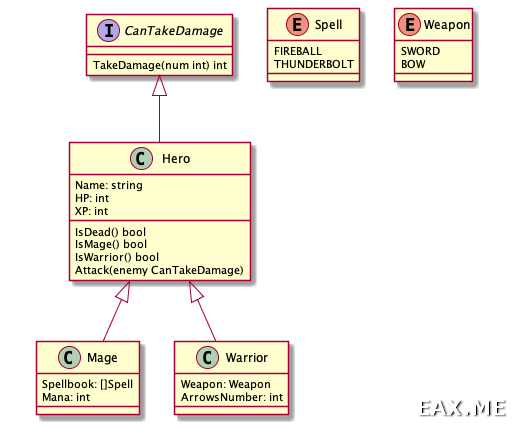 I CanTakeDamage
TakeDamage(num int) int
E Spell
FIREBALL
THUNDERBOLT
E Weapon
SWORD
BOW
C Hero
Name: string
HP: int
XP: int
IsDead() bool
IsMage() bool
IsWarrior() bool
Attack(enemy CanTakeDamage)
C Mage
Spellbook: []Spell
Mana: int
C Warrior
Weapon: Weapon
ArrowsNumber: int
EAX.ME